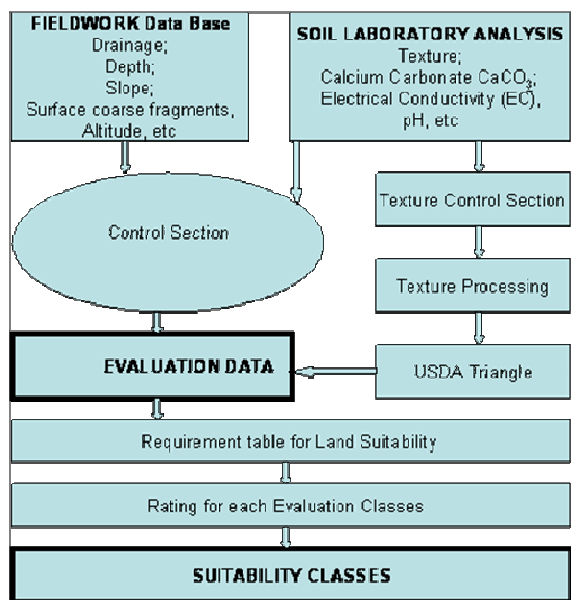 FIELDWORK Data Base
Drainage;
Depth;
Slope;
Surface coarse fragments,
Altitude, etc
SOIL LABORATORY ANALYSIS
Texture;
Calcium Carbonate CaCO₃;
Electrical Conductivity (EC),
pH, etc
Control Section
Texture Control Section
Texture Processing
EVALUATION DATA
USDA Triangle
Requirement table for Land Suitability
Rating for each Evaluation Classes
SUITABILITY CLASSES